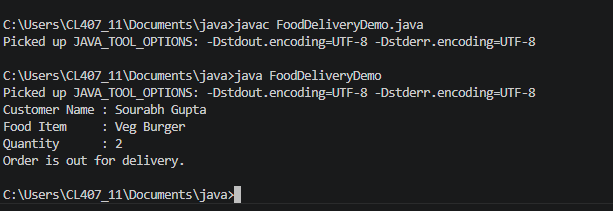 C:\Users\CL407_11\Documents\java>javac FoodDeliveryDemo.java
Picked up JAVA_TOOL_OPTIONS: -Dstdout.encoding=UTF-8 -Dstderr.encoding=UTF-8
C:\Users\CL407_11\Documents\java>java FoodDeliveryDemo
Picked up JAVA_TOOL_OPTIONS: -Dstdout.encoding=UTF-8 -Dstderr.encoding=UTF-8
Customer Name : Sourabh Gupta
Food Item     : Veg Burger
Quantity      : 2
Order is out for delivery.
C:\Users\CL407_11\Documents\java>